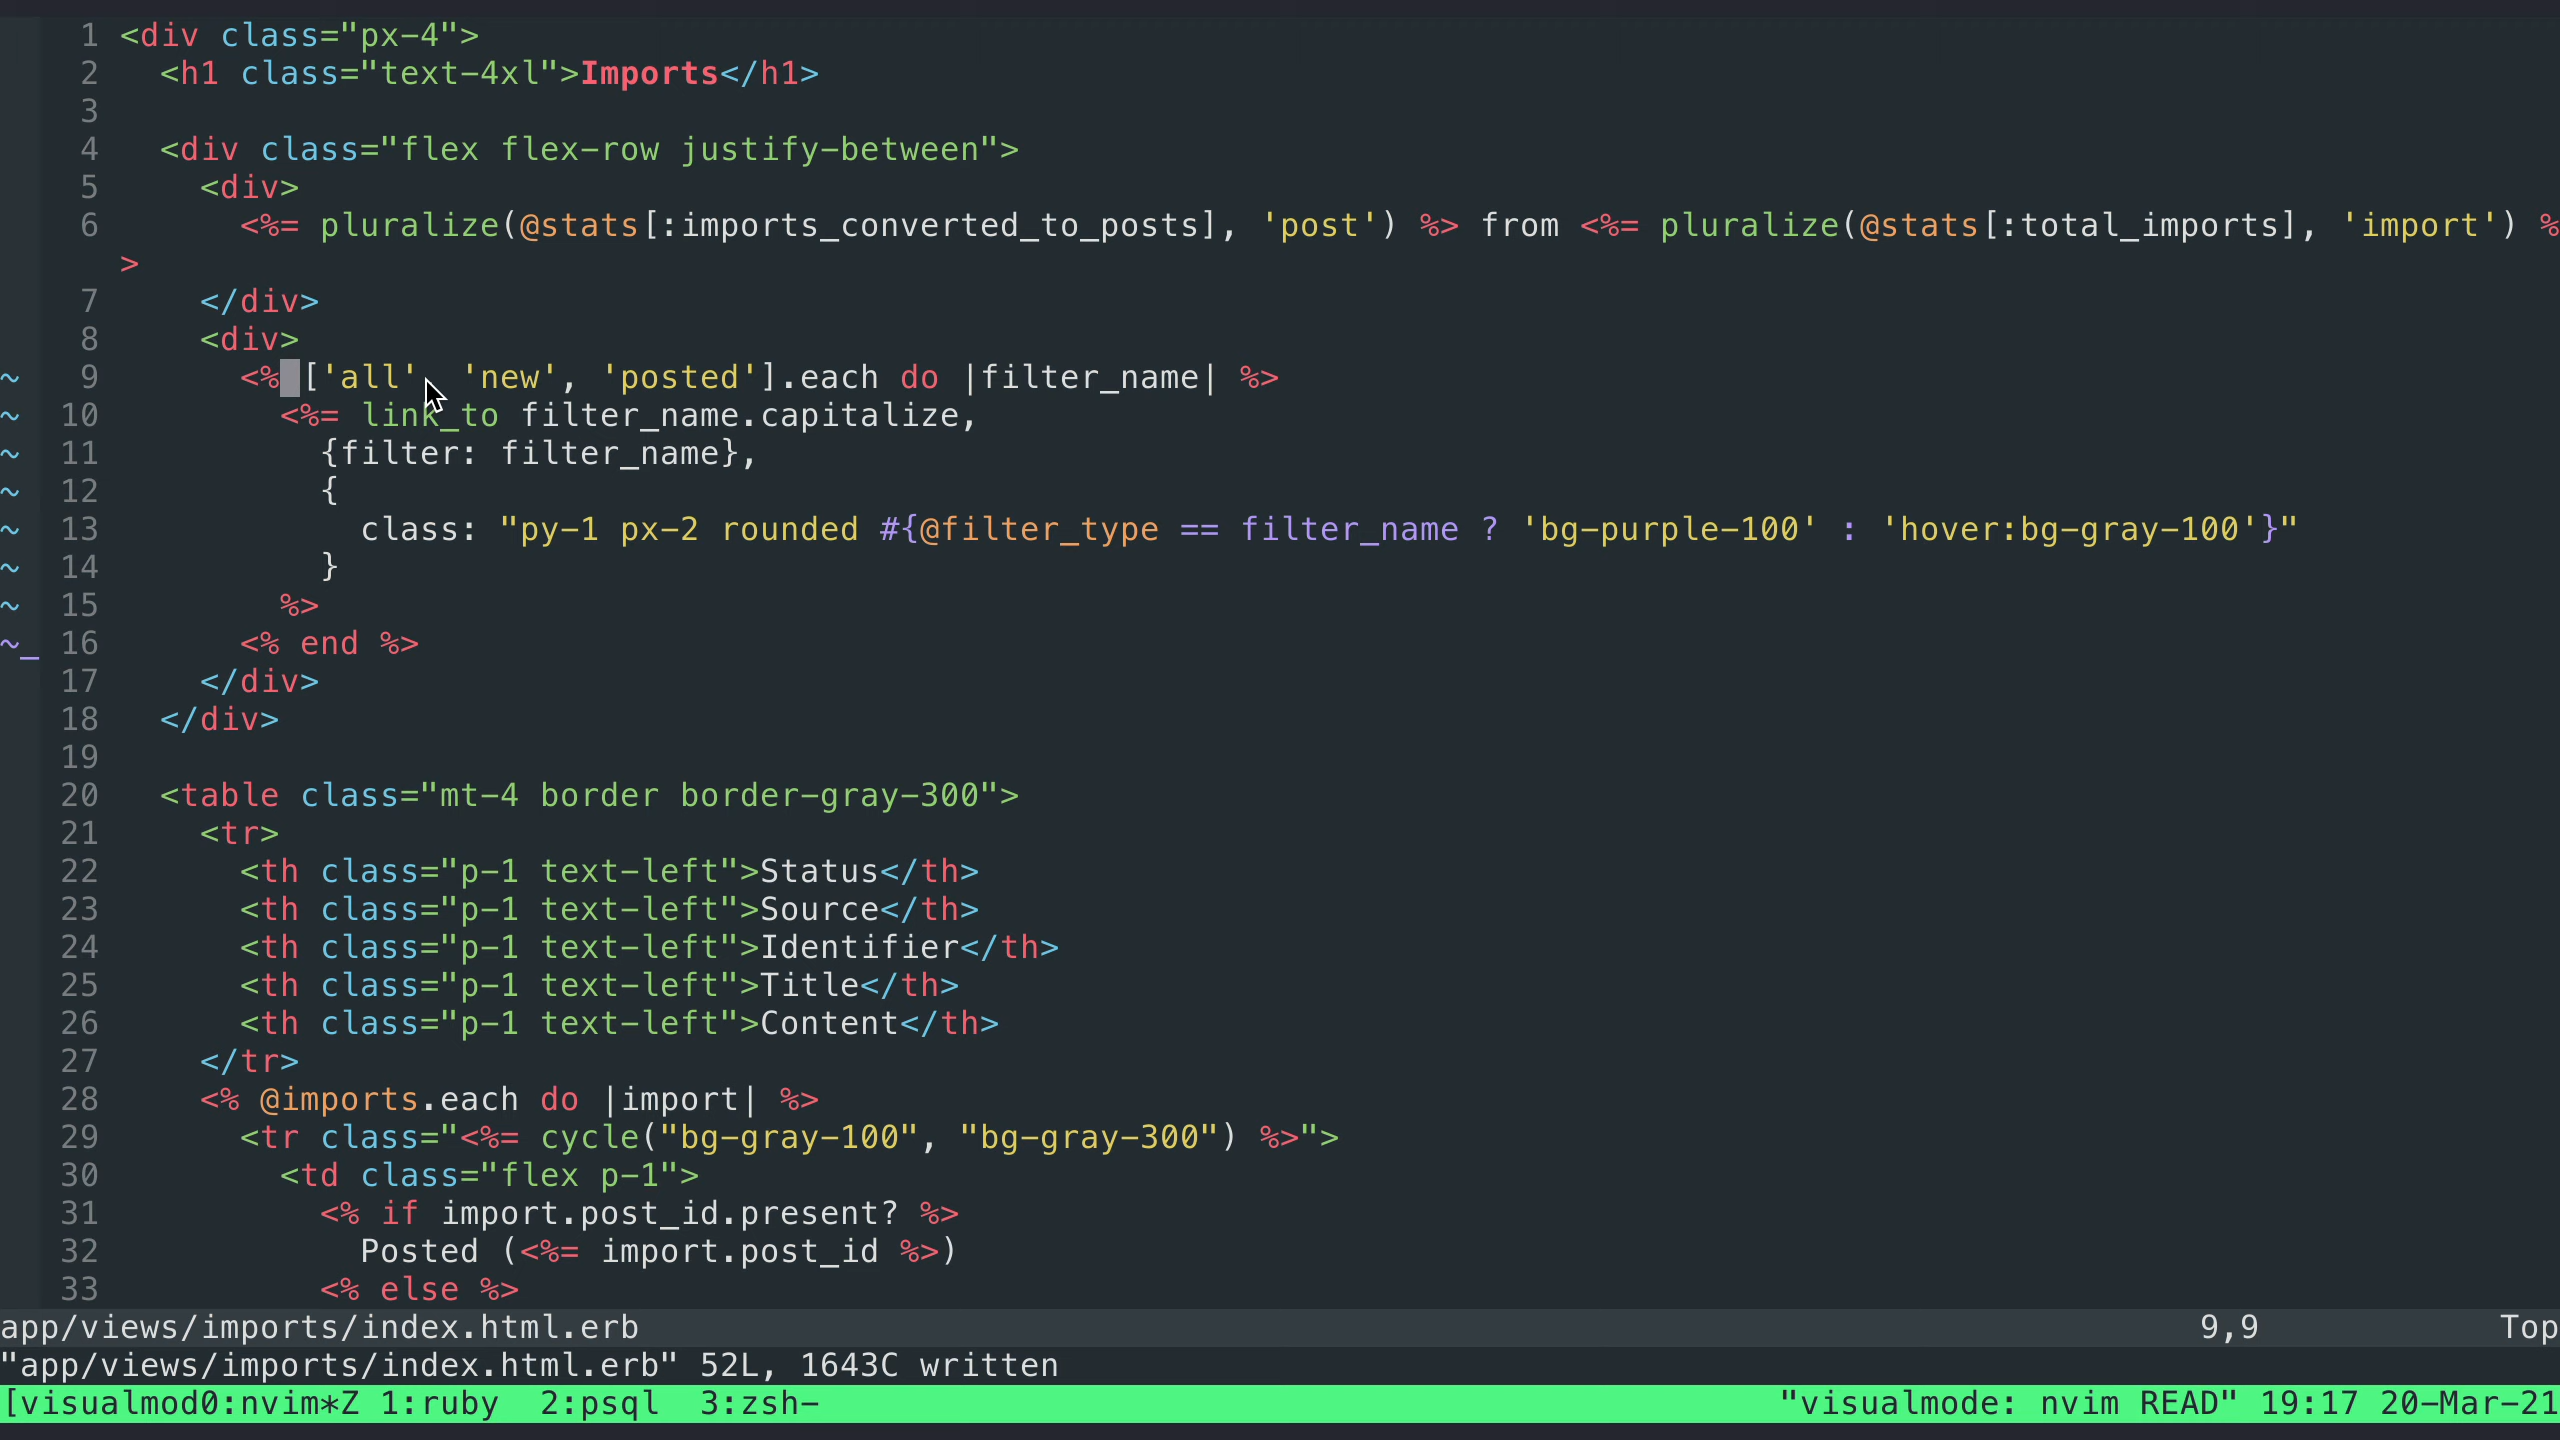 1 <div class="px-4">
2   <h1 class="text-4xl">Imports</h1>
3
4   <div class="flex flex-row justify-between">
5     <div>
6       <%= pluralize(@stats[:imports_converted_to_posts], 'post') %> from <%= pluralize(@stats[:total_imports], 'import') %
>
7     </div>
8     <div>
~ 9       <% ['all', 'new', 'posted'].each do |filter_name| %>
~ 10         <%= link_to filter_name.capitalize,
~ 11           {filter: filter_name},
~ 12           {
~ 13             class: "py-1 px-2 rounded #{@filter_type == filter_name ? 'bg-purple-100' : 'hover:bg-gray-100'}"
~ 14           }
~ 15         %>
~_ 16       <% end %>
17     </div>
18   </div>
19
20   <table class="mt-4 border border-gray-300">
21     <tr>
22       <th class="p-1 text-left">Status</th>
23       <th class="p-1 text-left">Source</th>
24       <th class="p-1 text-left">Identifier</th>
25       <th class="p-1 text-left">Title</th>
26       <th class="p-1 text-left">Content</th>
27     </tr>
28     <% @imports.each do |import| %>
29       <tr class="<%= cycle("bg-gray-100", "bg-gray-300") %>">
30         <td class="flex p-1">
31           <% if import.post_id.present? %>
32             Posted (<%= import.post_id %>)
33           <% else %>
app/views/imports/index.html.erb 9,9 Top
"app/views/imports/index.html.erb" 52L, 1643C written
[visualmod0:nvim*Z 1:ruby  2:psql  3:zsh- "visualmode: nvim READ" 19:17 20-Mar-21